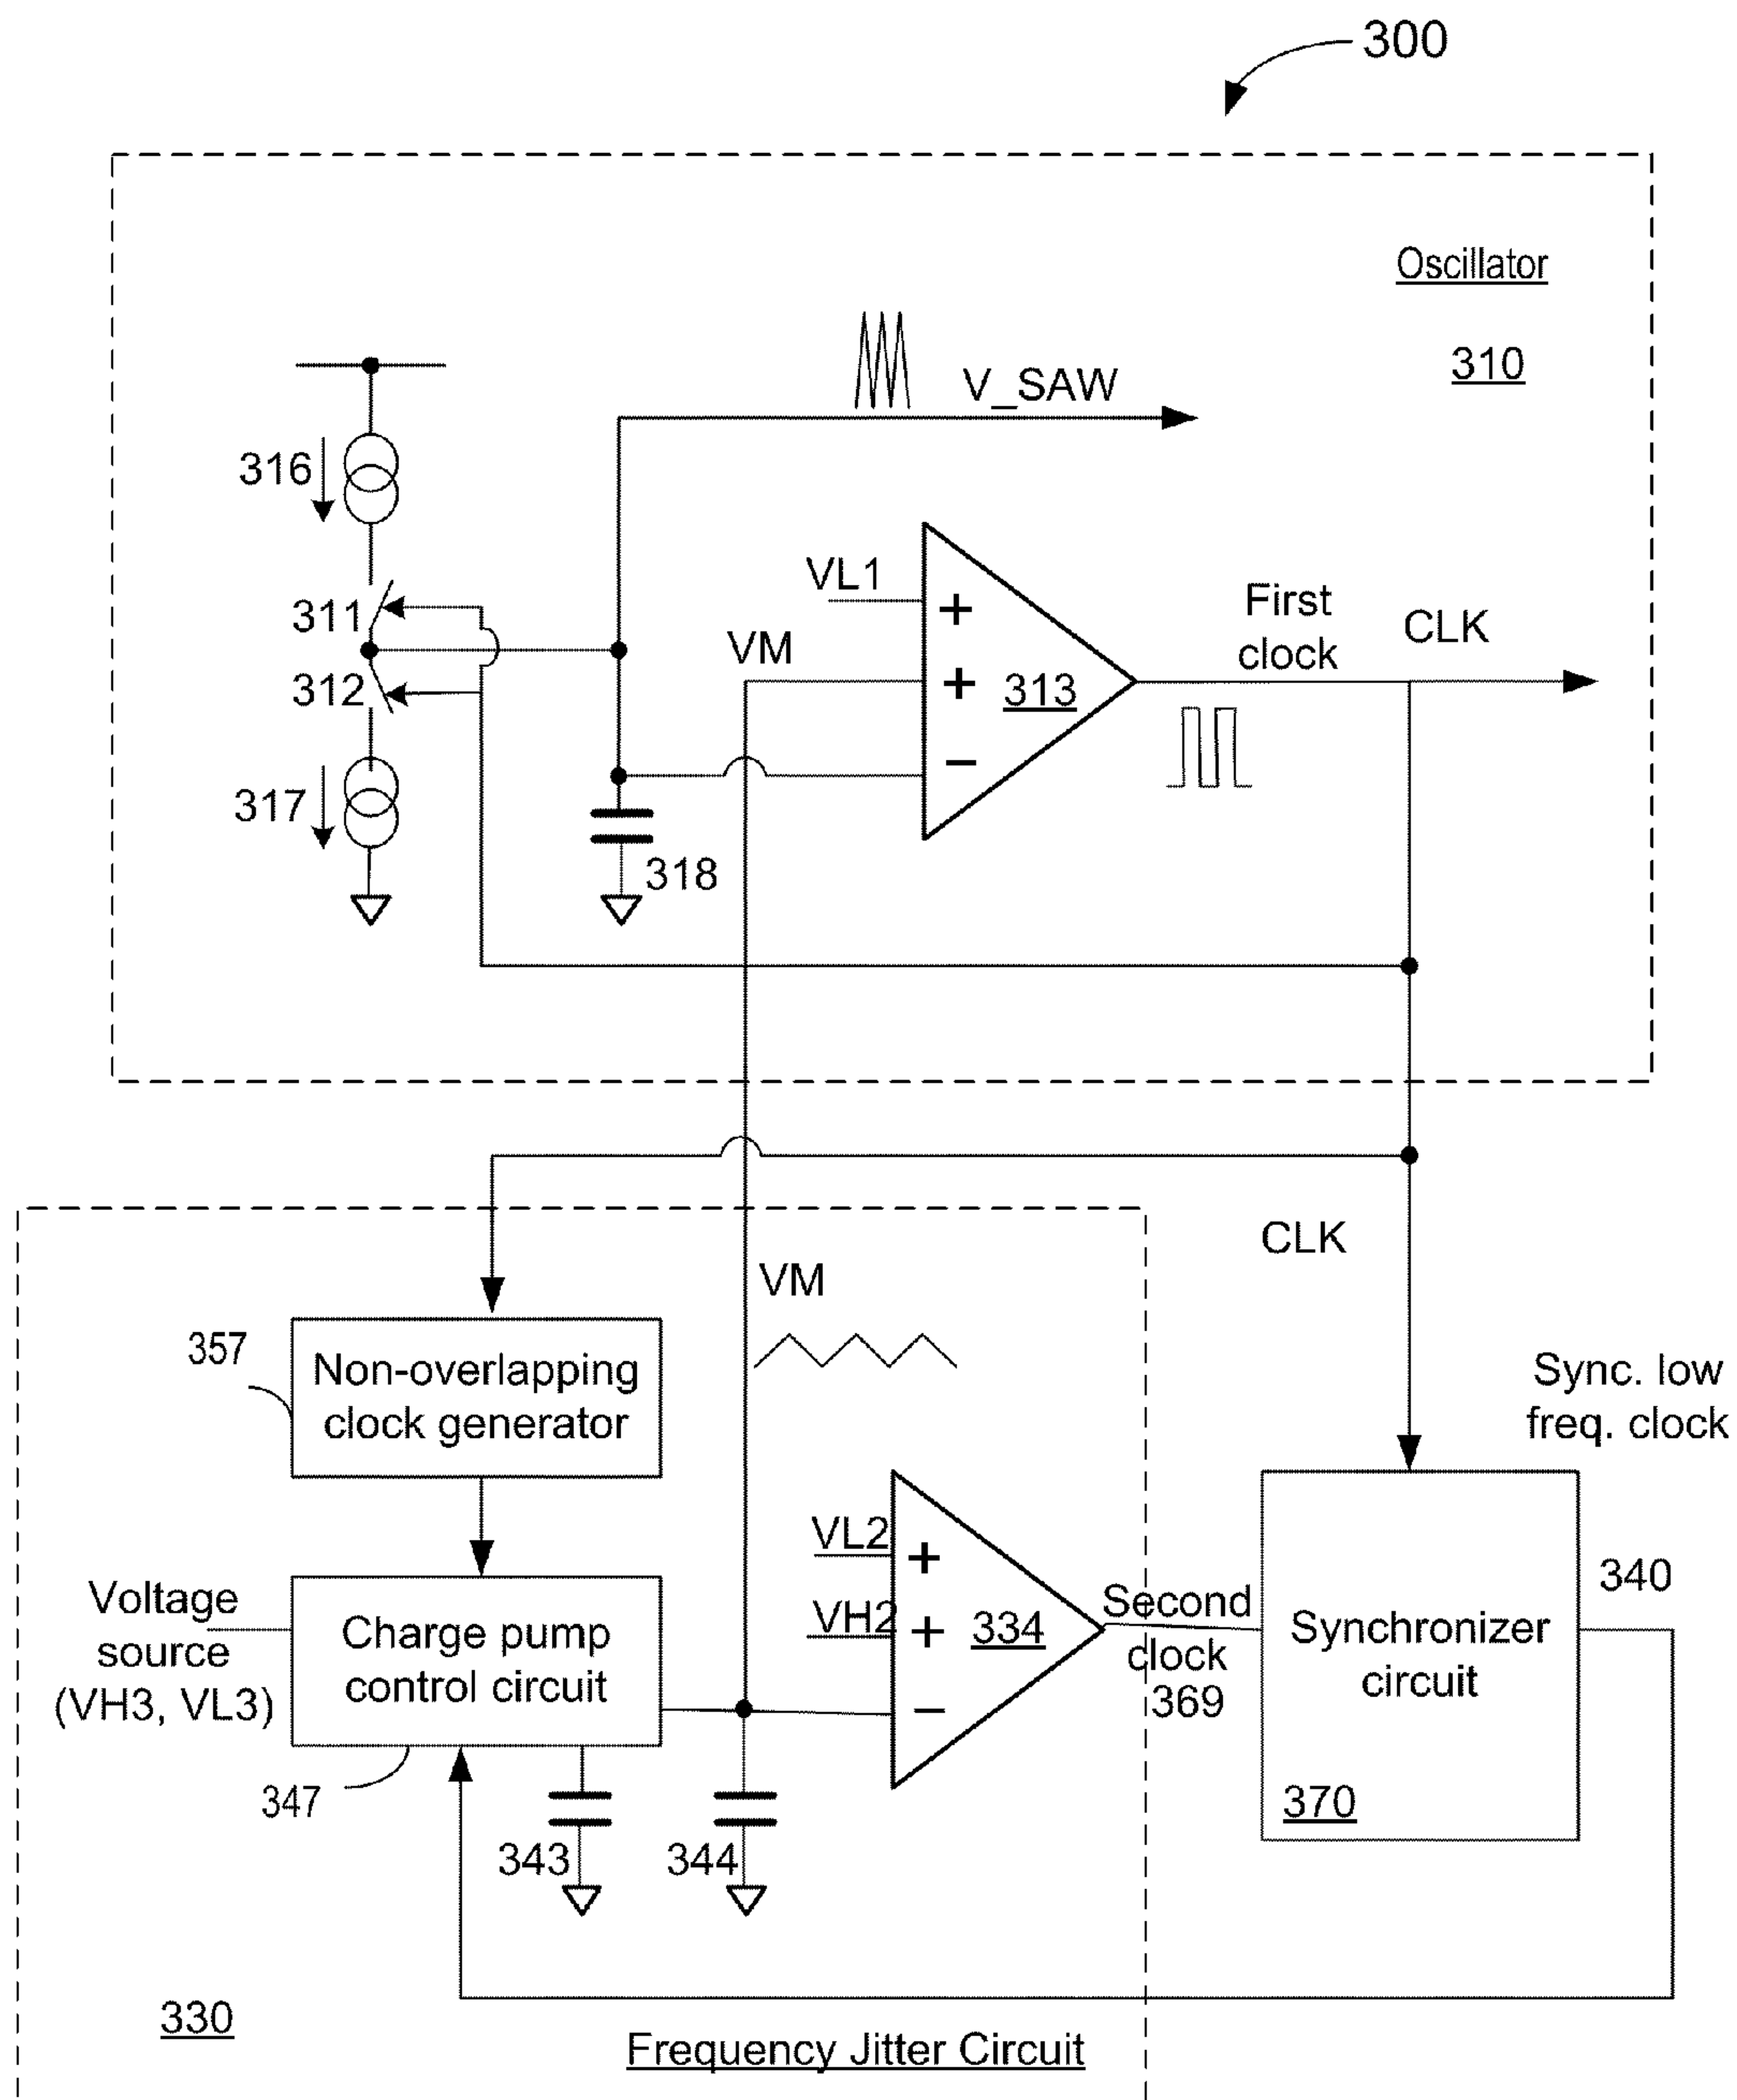 300
Oscillator
310
V_SAW
316
VL1
First
clock
CLK
311
VM
312
+
+
−
313
317
318
CLK
VM
357
Non-overlapping
clock generator
Sync. low
freq. clock
VL2
+
Voltage
source
(VH3, VL3)
Charge pump
control circuit
VH2
+
334
−
Second
clock
369
Synchronizer
circuit
340
370
347
343
344
330
Frequency Jitter Circuit